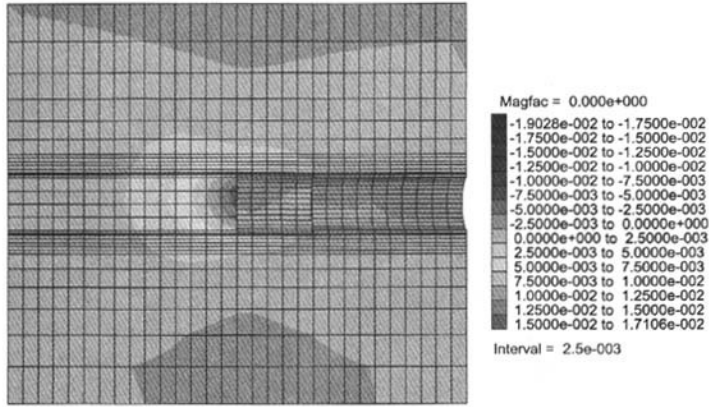 Magfac = 0.000e+000
-1.9028e-002 to -1.7500e-002
-1.7500e-002 to -1.5000e-002
-1.5000e-002 to -1.2500e-002
-1.2500e-002 to -1.0000e-002
-1.0000e-002 to -7.5000e-003
-7.5000e-003 to -5.0000e-003
-5.0000e-003 to -2.5000e-003
-2.5000e-003 to 0.0000e+000
0.0000e+000 to 2.5000e-003
2.5000e-003 to 5.0000e-003
5.0000e-003 to 7.5000e-003
7.5000e-003 to 1.0000e-002
1.0000e-002 to 1.2500e-002
1.2500e-002 to 1.5000e-002
1.5000e-002 to 1.7106e-002
Interval = 2.5e-003